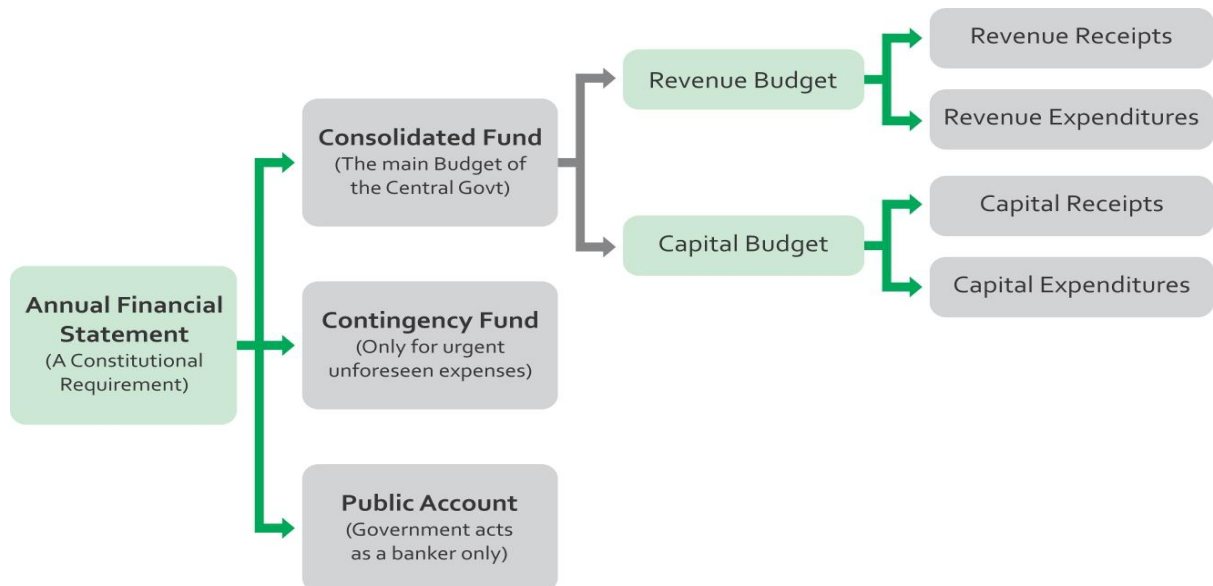 Annual Financial
Statement
(A Constitutional
Requirement)
Consolidated Fund
(The main Budget of
the Central Govt)
Contingency Fund
(Only for urgent
unforeseen expenses)
Public Account
(Government acts
as a banker only)
Revenue Budget
Capital Budget
Revenue Receipts
Revenue Expenditures
Capital Receipts
Capital Expenditures